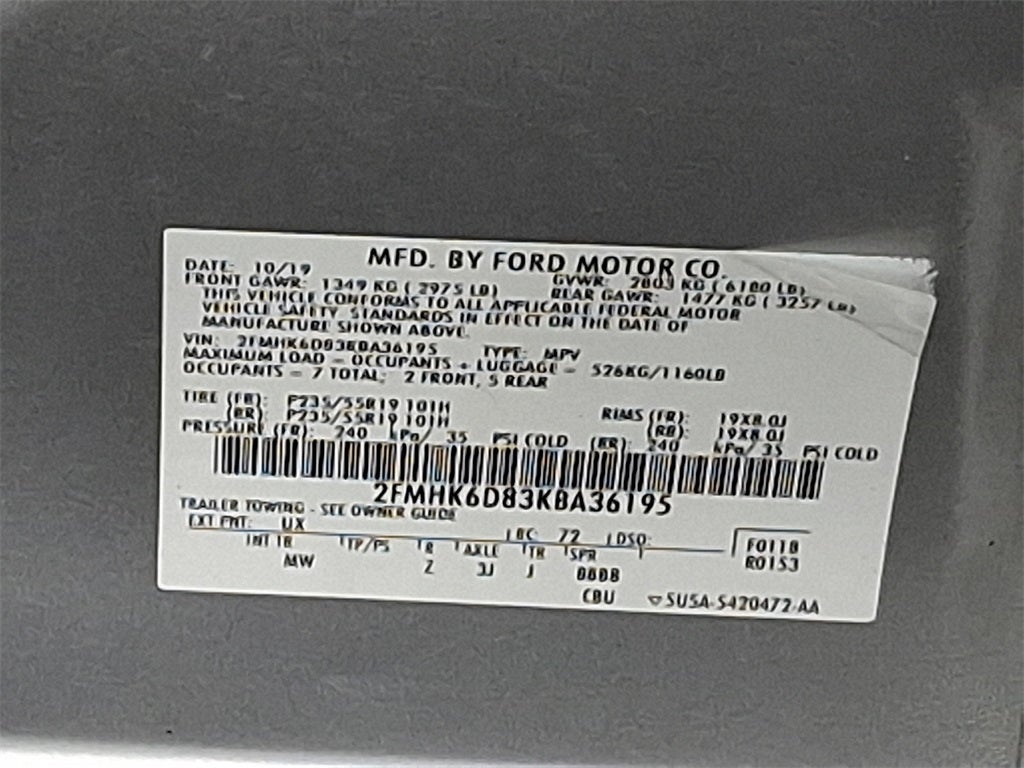 MFD. BY FORD MOTOR CO.
DATE: 10/19 GVWR: 2803 KG ( 6180 LB)
FRONT GAWR: 1349 KG ( 2975 LB) REAR GAWR: 1477 KG ( 3257 LB)
THIS VEHICLE CONFORMS TO ALL APPLICABLE FEDERAL MOTOR
VEHICLE SAFETY STANDARDS IN EFFECT ON THE DATE OF
MANUFACTURE SHOWN ABOVE.
VIN: 2FMHK6D83KBA36195 TYPE: MPV
MAXIMUM LOAD = OCCUPANTS + LUGGAGE = 526KG/1160LB
OCCUPANTS = 7 TOTAL; 2 FRONT, 5 REAR
TIRE (FR): P235/55R19 101H RIMS (FR): 19X8.0J
(RR): P235/55R19 101H (RR): 19X8.0J
PRESSURE (FR): 240 kPa/ 35 PSI COLD (RR): 240 kPa/ 35 PSI COLD
2FMHK6D83KBA36195
TRAILER TOWING - SEE OWNER GUIDE
EXT PNT: UX RC: 72 DSO: F0110
INT TR TP/PS R AXLE TR SPR R0153
MW Z 3J J
CBU ▽5U5A-S420472-AA